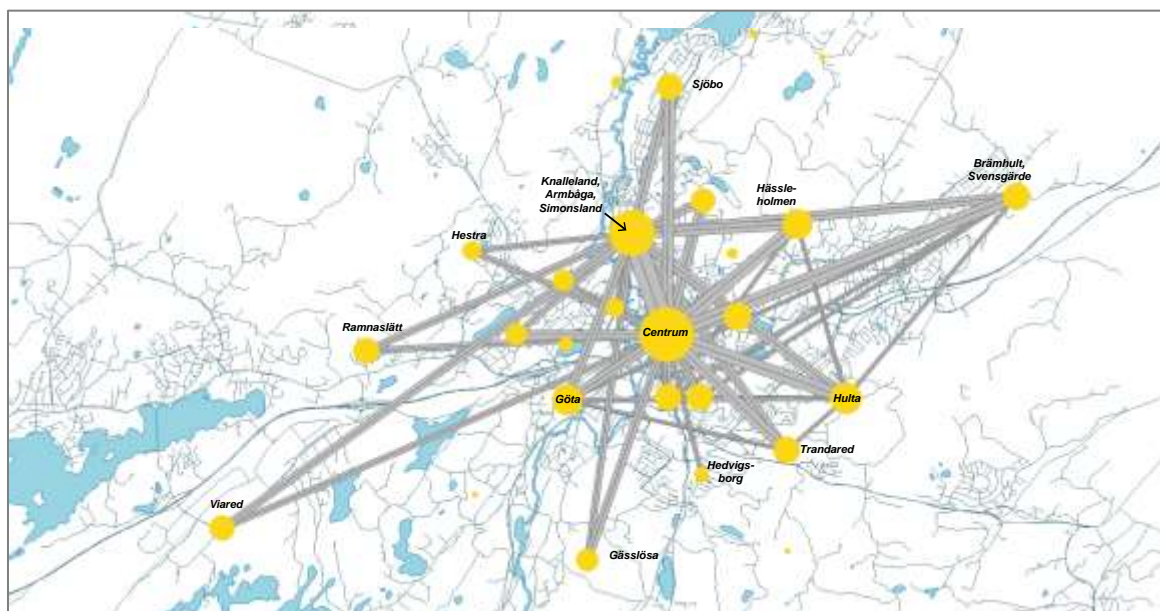 Sjöbo
Brämhult,
Svensgärde
Knalleland,
Armbåga,
Simonsland
Hässle-
holmen
Hestra
Ramnaslätt
Centrum
Göta
Hulta
Trandared
Hedvigs-
borg
Viared
Gässlösa